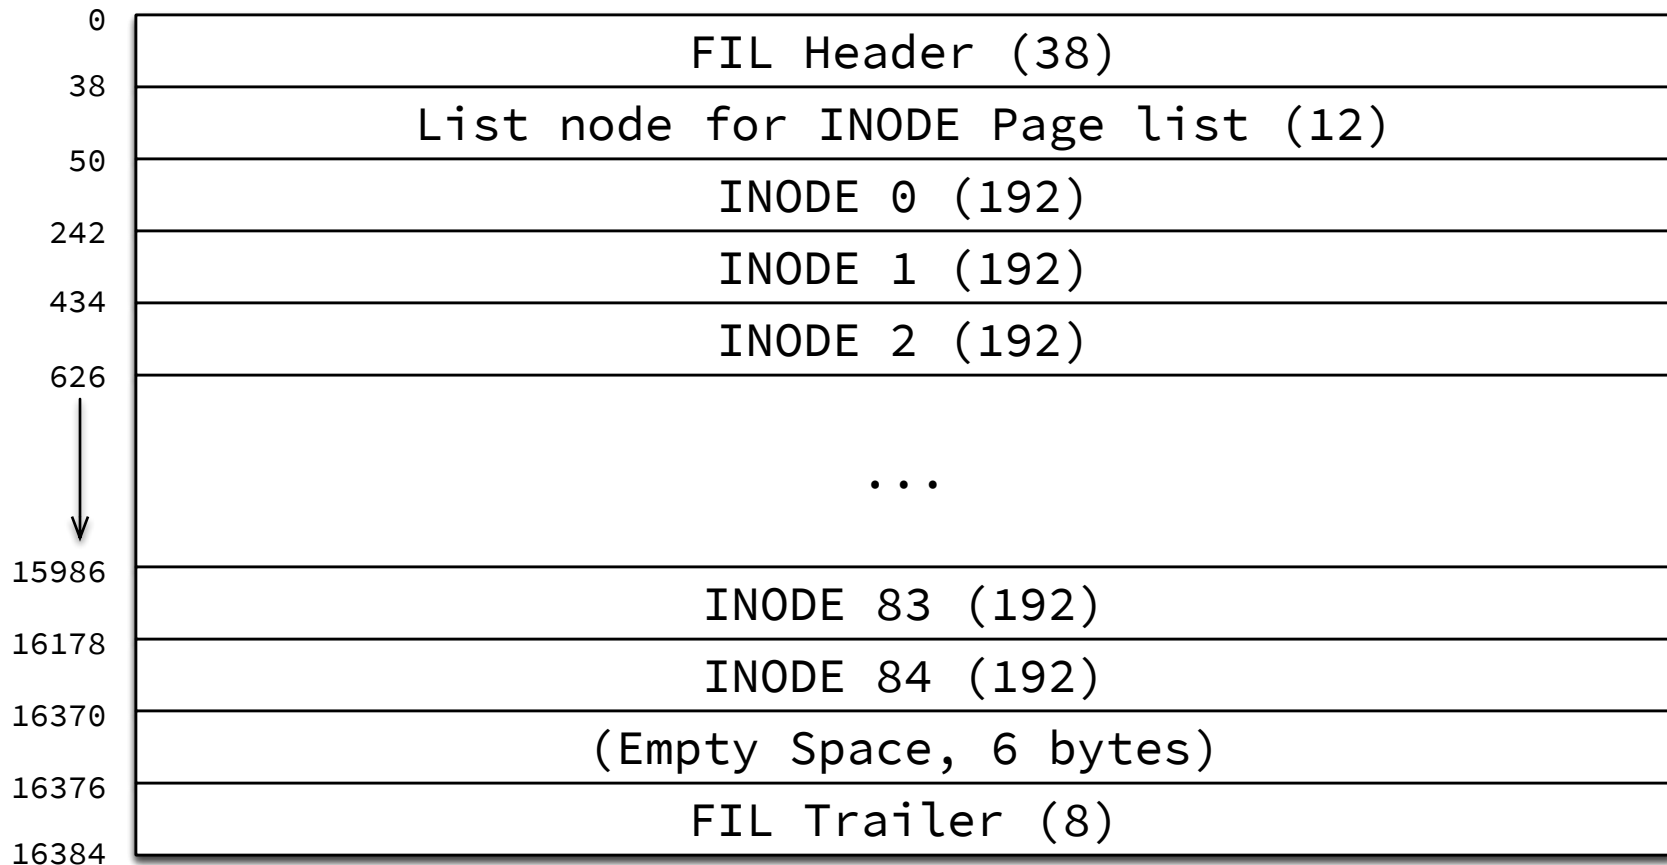 0
FIL Header (38)
38
List node for INODE Page list (12)
50
INODE 0 (192)
242
INODE 1 (192)
434
INODE 2 (192)
626
...
15986
INODE 83 (192)
16178
INODE 84 (192)
16370
(Empty Space, 6 bytes)
16376
FIL Trailer (8)
16384